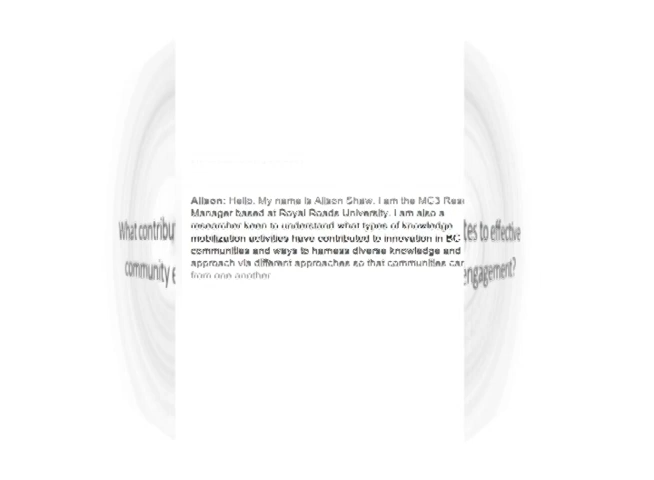 What contribu
tes to effective
community e
engagement?
Alison: Hello. My name is Alison Shaw. I am the MC3 Rese
Manager based at Royal Roads University. I am also a
researcher keen to understand what types of knowledge
mobilization activities have contributed to innovation in BC
communities and ways to harness diverse knowledge and
approach via different approaches so that communities can
from one another